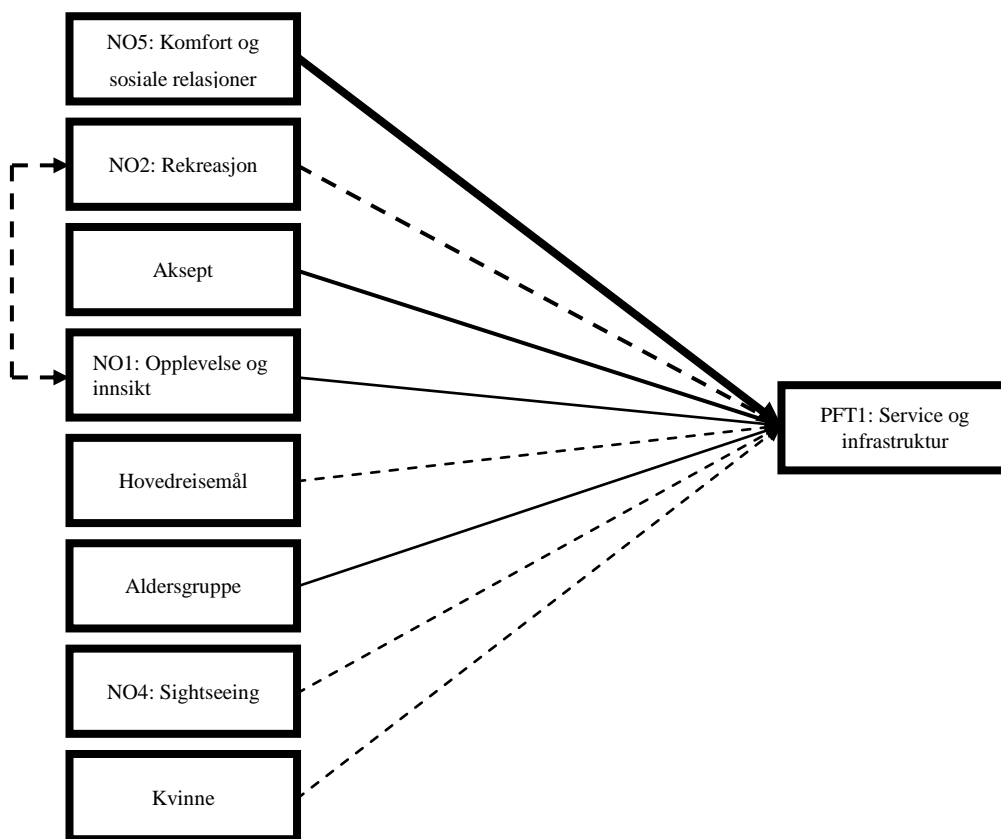 NO5: Komfort og
sosiale relasjoner
NO2: Rekreasjon
Aksept
NO1: Opplevelse og
innsikt
Hovedreisemål
Aldersgruppe
NO4: Sightseeing
Kvinne
PFT1: Service og
infrastruktur